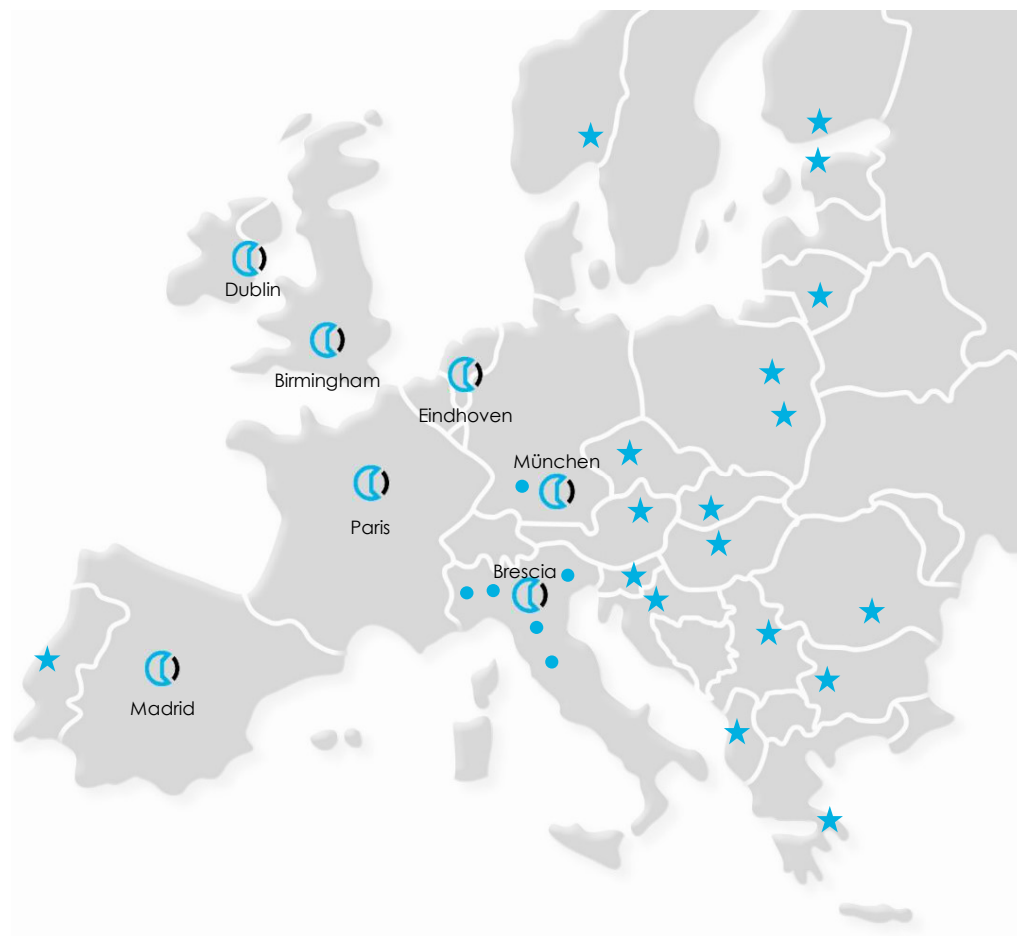 Dublin
Birmingham
Eindhoven
München
Paris
Brescia
Madrid